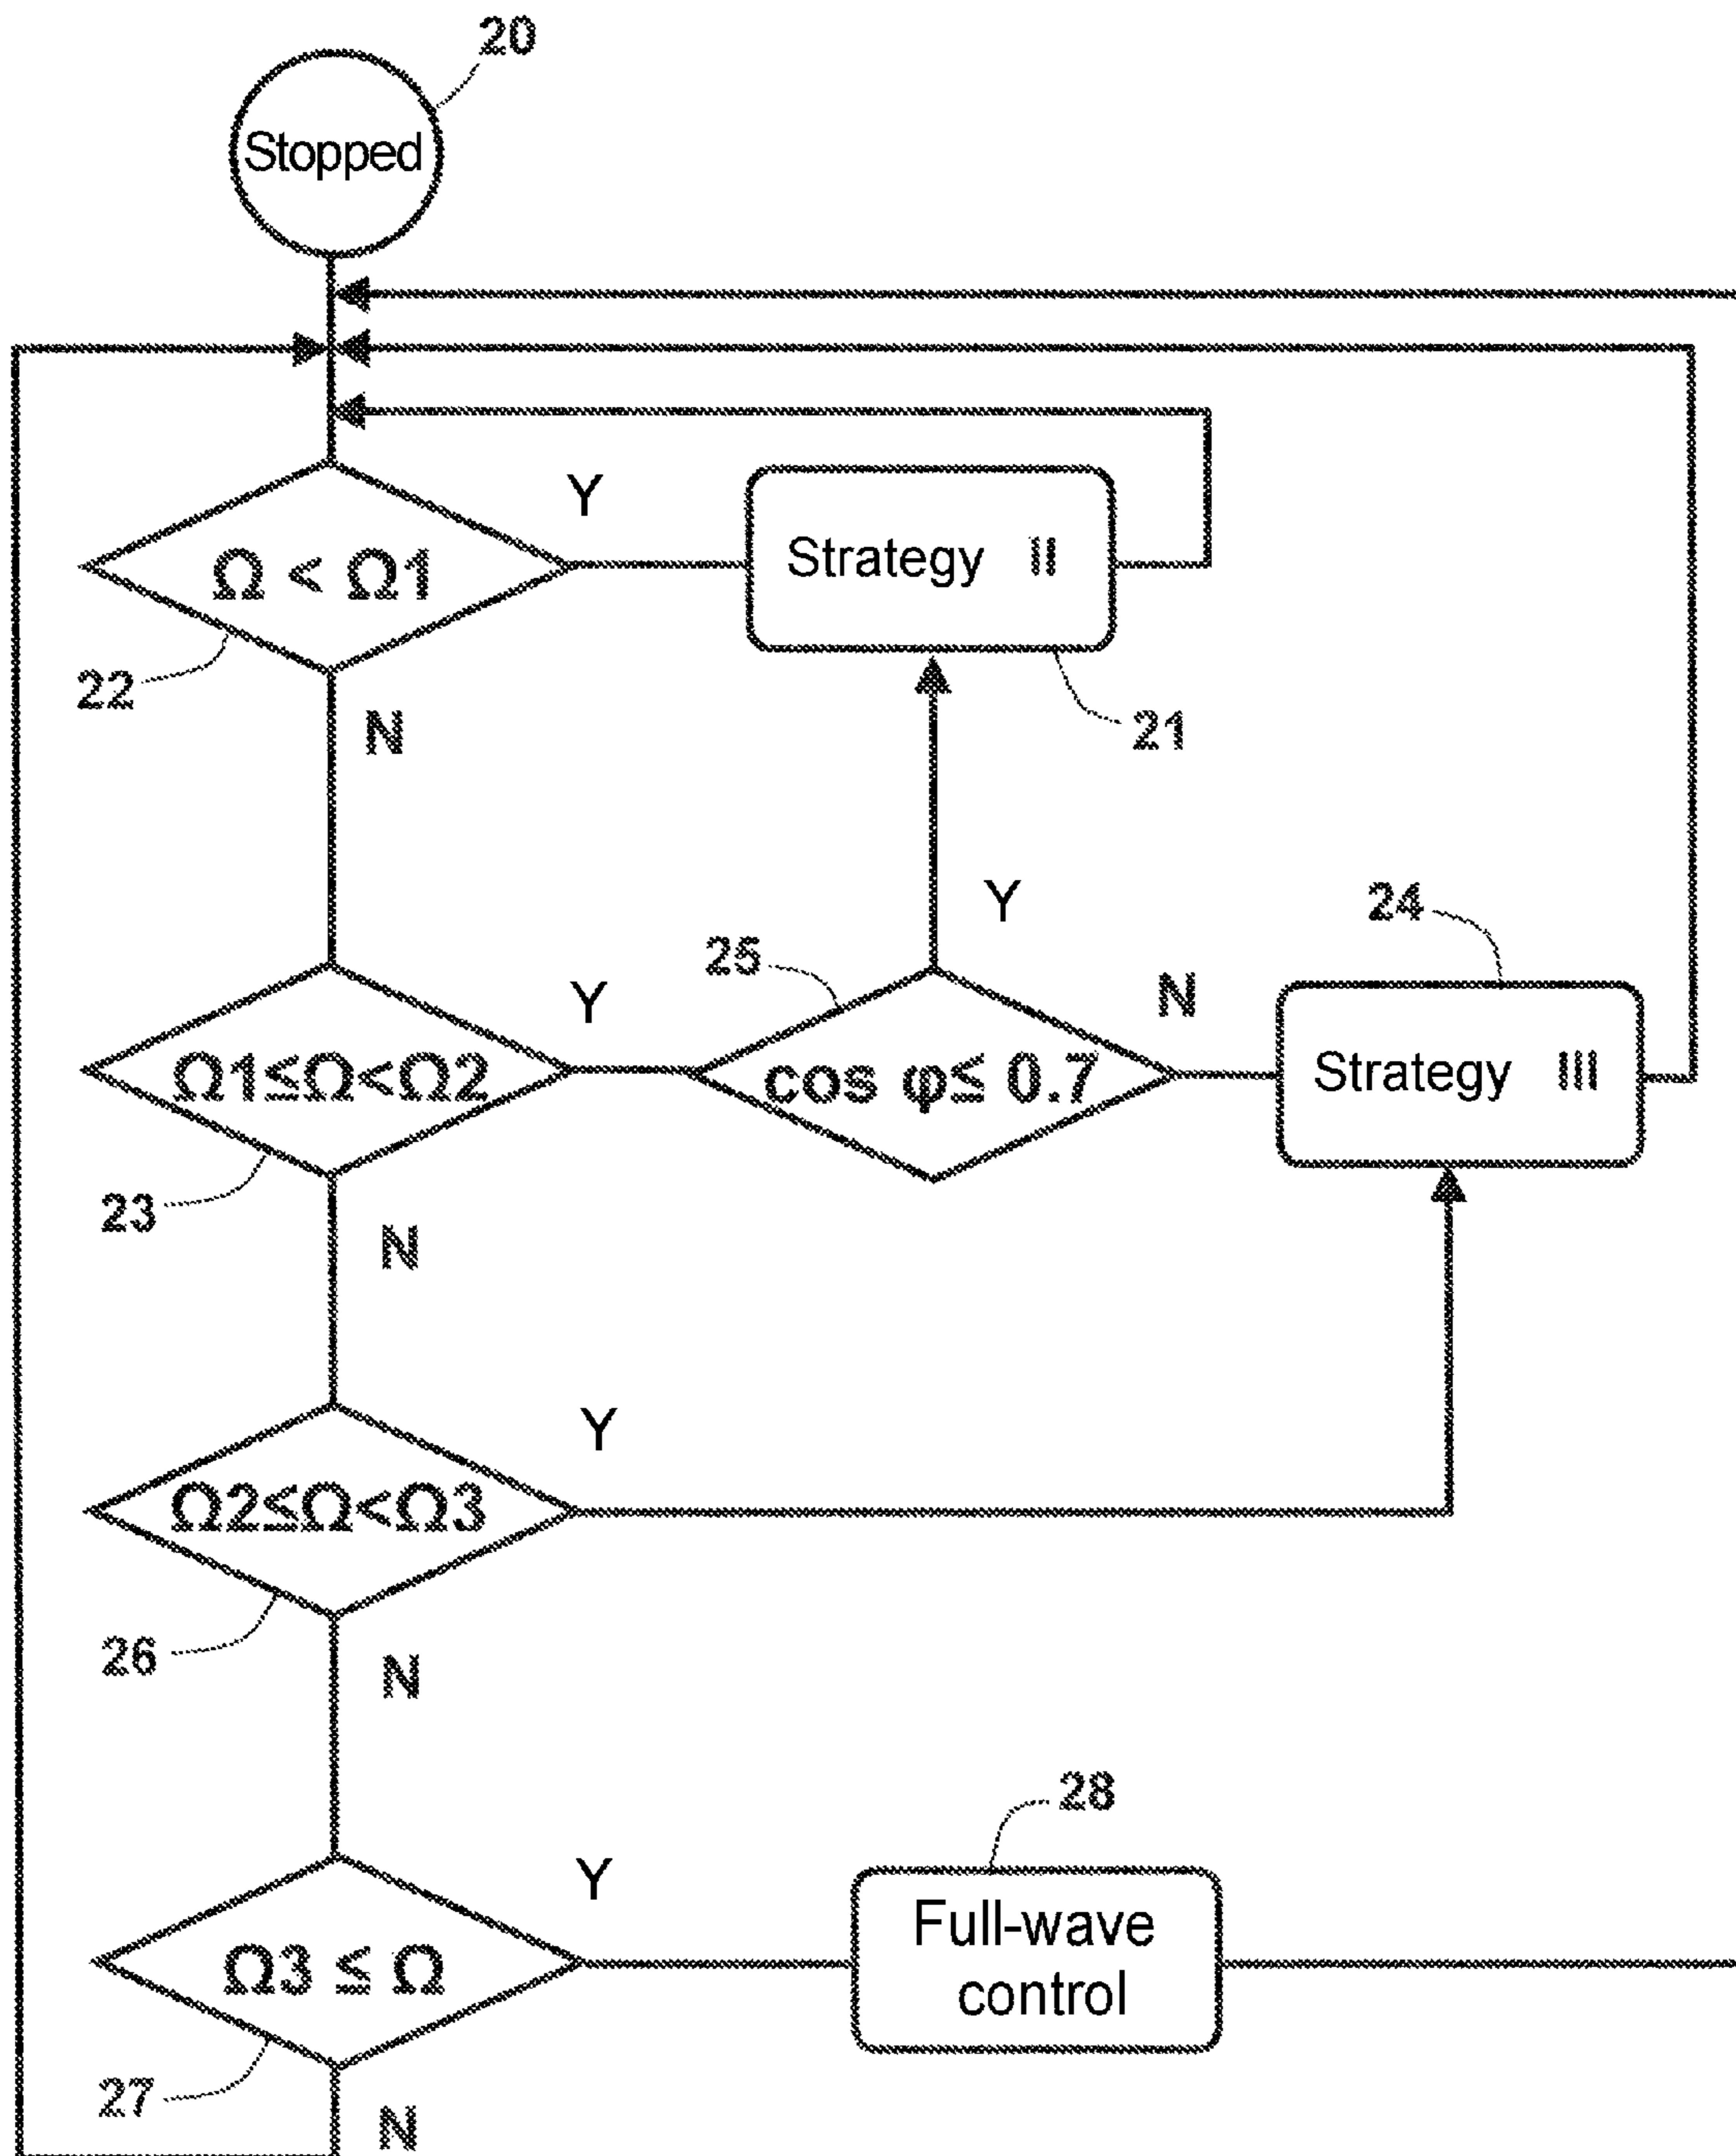 20
Stopped
Y
Ω < Ω1
Strategy II
22
21
N
24
Y
25
Y
N
Ω1≤Ω<Ω2
cos φ≤ 0.7
Strategy III
23
N
Y
Ω2≤Ω<Ω3
26
N
28
Y
Full-wave
control
Ω3 ≤ Ω
27
N